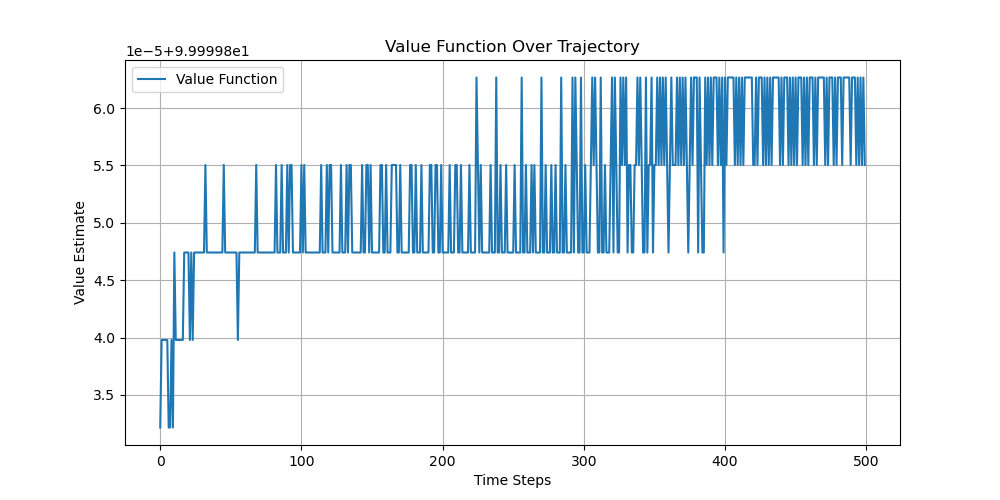 Value Function Over Trajectory
1e-5+9.99998e1
Value Function
6.0
5.5
5.0
4.5
4.0
3.5
Value Estimate
0 100 200 300 400 500
Time Steps